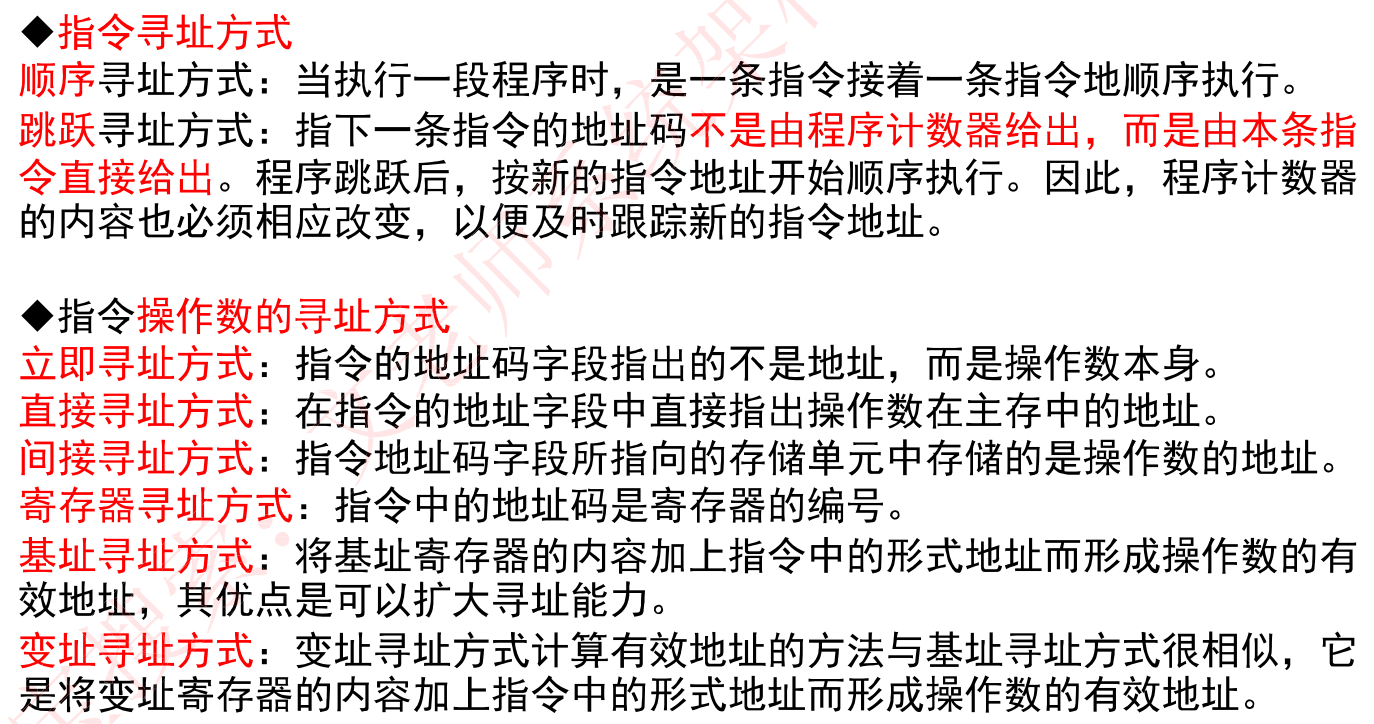 ◆指令寻址方式
顺序寻址方式：当执行一段程序时，是一条指令接着一条指令地顺序执行。
跳跃寻址方式：指下一条指令的地址码不是由程序计数器给出，而是由本条指
令直接给出。程序跳跃后，按新的指令地址开始顺序执行。因此，程序计数器
的内容也必须相应改变，以便及时跟踪新的指令地址。
◆指令操作数的寻址方式
立即寻址方式：指令的地址码字段指出的不是地址，而是操作数本身。
直接寻址方式：在指令的地址字段中直接指出操作数在主存中的地址。
间接寻址方式：指令地址码字段所指向的存储单元中存储的是操作数的地址。
寄存器寻址方式：指令中的地址码是寄存器的编号。
基址寻址方式：将基址寄存器的内容加上指令中的形式地址而形成操作数的有
效地址，其优点是可以扩大寻址能力。
变址寻址方式：变址寻址方式计算有效地址的方法与基址寻址方式很相似，它
是将变址寄存器的内容加上指令中的形式地址而形成操作数的有效地址。